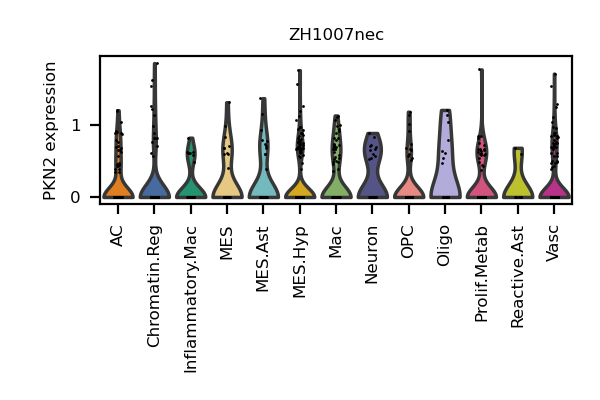 ZH1007nec
PKN2 expression
1
0
AC
Chromatin.Reg
Inflammatory.Mac
MES
MES.Ast
MES.Hyp
Mac
Neuron
OPC
Oligo
Prolif.Metab
Reactive.Ast
Vasc